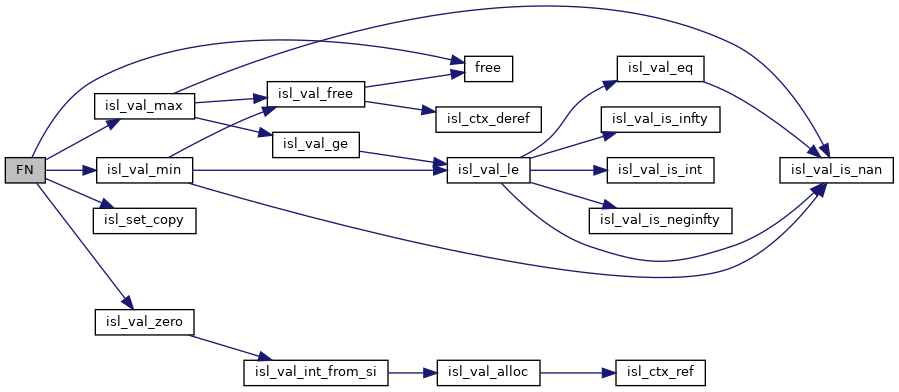 FN
isl_val_max
isl_val_min
isl_set_copy
isl_val_zero
isl_val_free
isl_val_ge
isl_val_int_from_si
free
isl_ctx_deref
isl_val_le
isl_val_alloc
isl_val_eq
isl_val_is_infty
isl_val_is_int
isl_val_is_neginfty
isl_ctx_ref
isl_val_is_nan